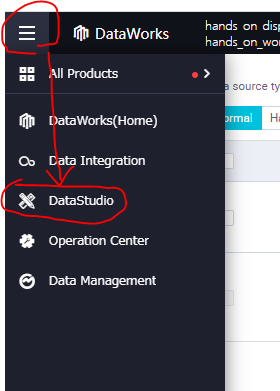 DataWorks
hands on disp
hands_on_wor
All Products
a source type
ormal
Ha
DataWorks(Home)
Data Integration
DataStudio
Operation Center
Data Management